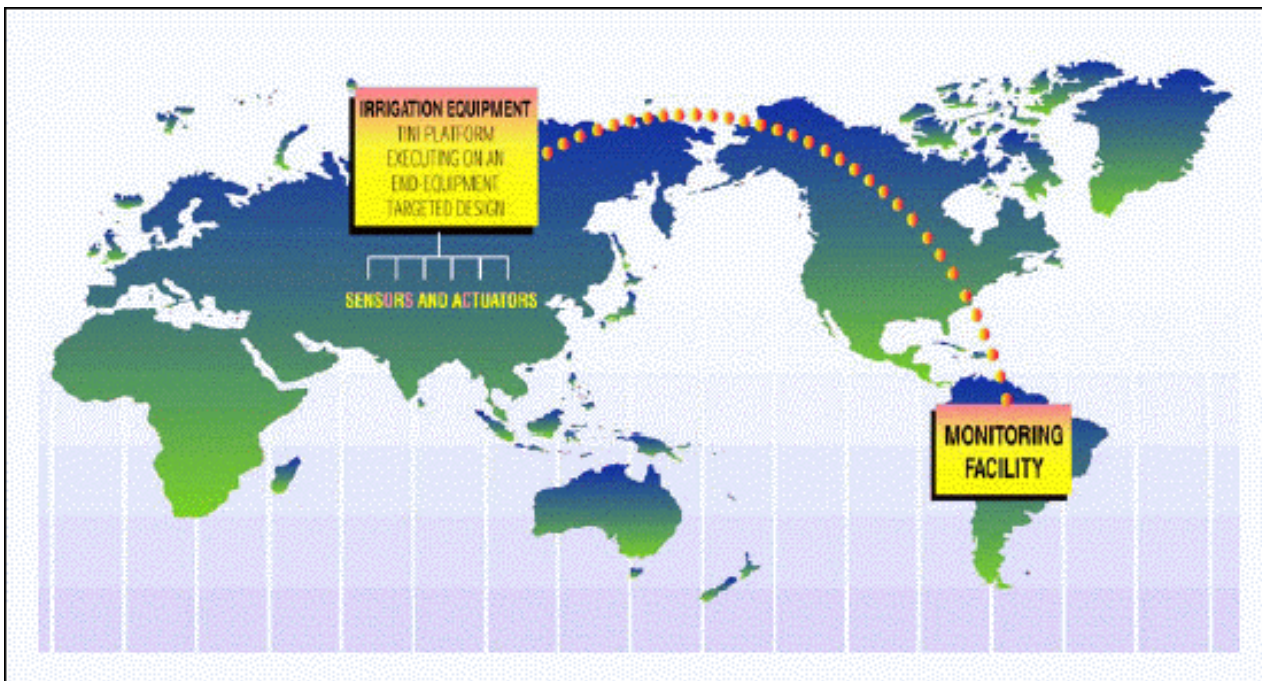 IRRIGATION EQUIPMENT
TINI PLATFORM
EXECUTING ON AN
END-EQUIPMENT
TARGETED DESIGN
SENSORS AND ACTUATORS
MONITORING
FACILITY